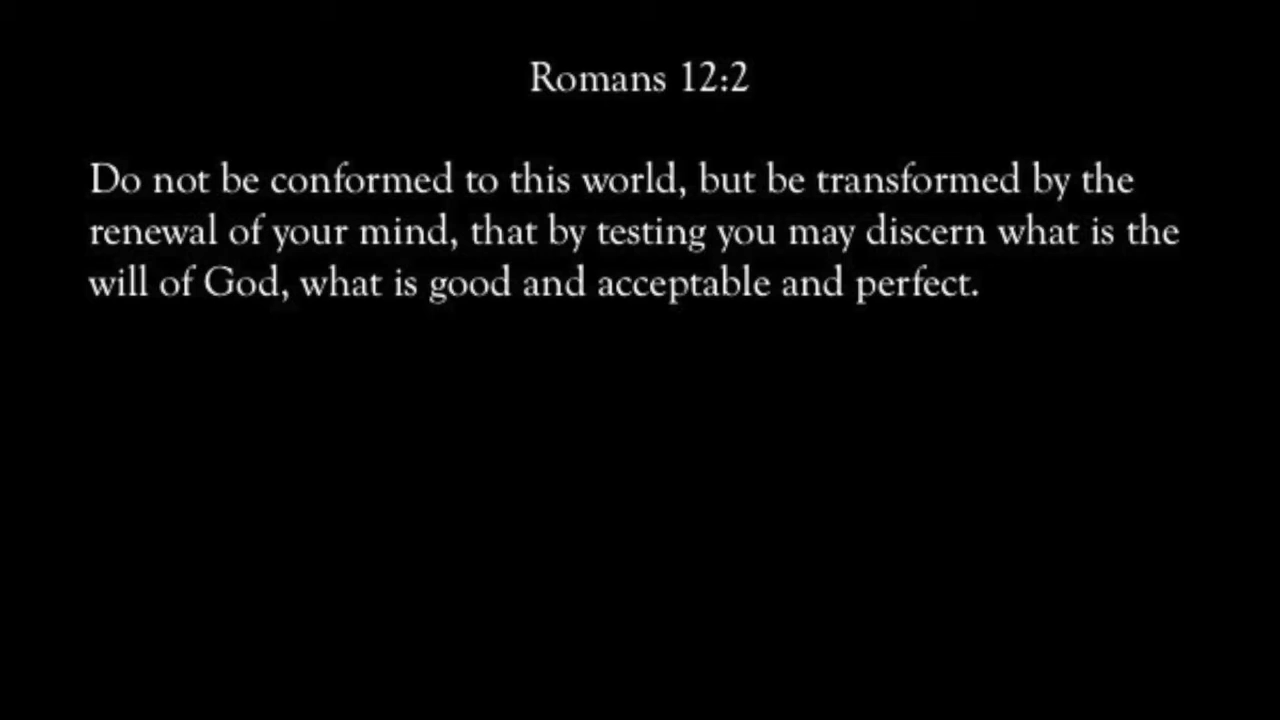 Romans 12:2
Do not be conformed to this world, but be transformed by the
renewal of your mind, that by testing you may discern what is the
will of God, what is good and acceptable and perfect.